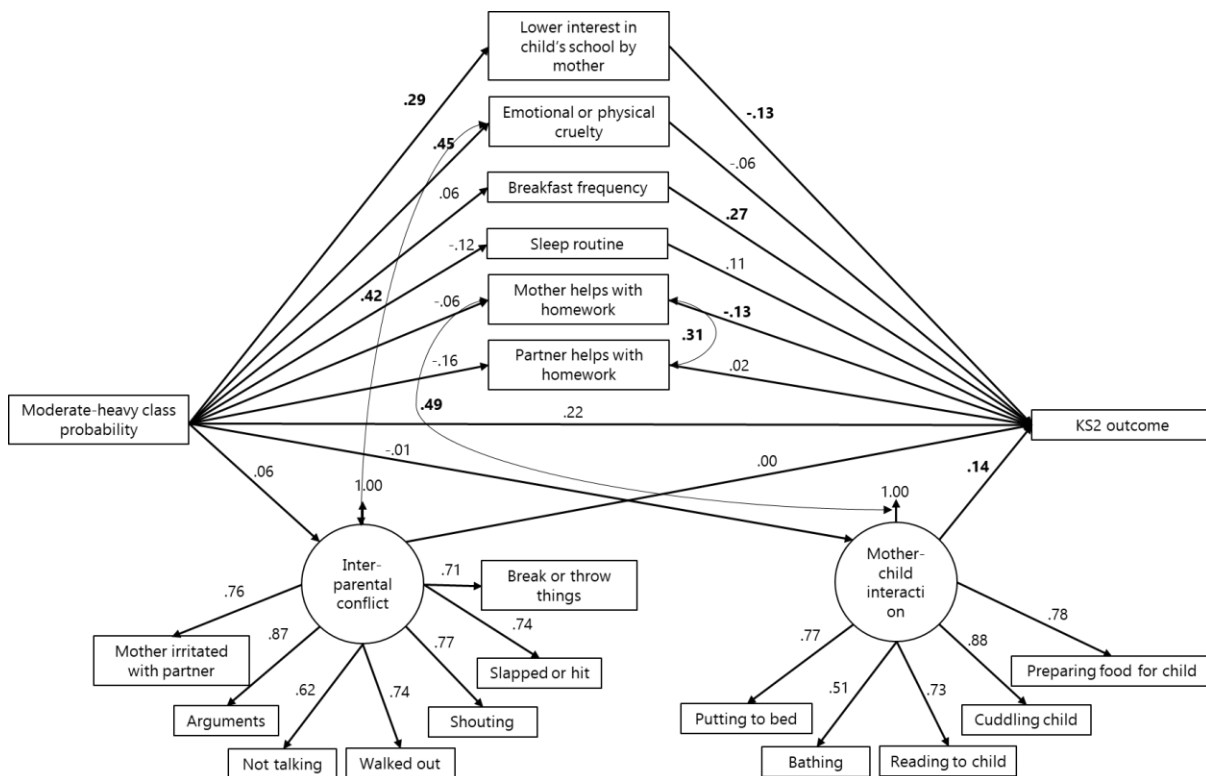 Lower interest in
child's school by
mother
.29
-.13
Emotional or physical
cruelty
.45
-.06
.06
Breakfast frequency
.27
-.12
Sleep routine
.11
.42
-.06
Mother helps with
homework
-.13
.31
-.16
Partner helps with
homework
.02
Moderate-heavy class
probability
.49
.22
KS2 outcome
-.01
.06
.00
.14
1.00
1.00
Inter-
parental
conflict
Mother-
child
interacti
on
.76
.71
Break or throw
things
.87
.77
.74
Mother irritated
with partner
Slapped or hit
.62
.74
Arguments
Shouting
Not talking
Walked out
.77
.78
.88
Preparing food for child
.51
.73
Putting to bed
Cuddling child
Bathing
Reading to child